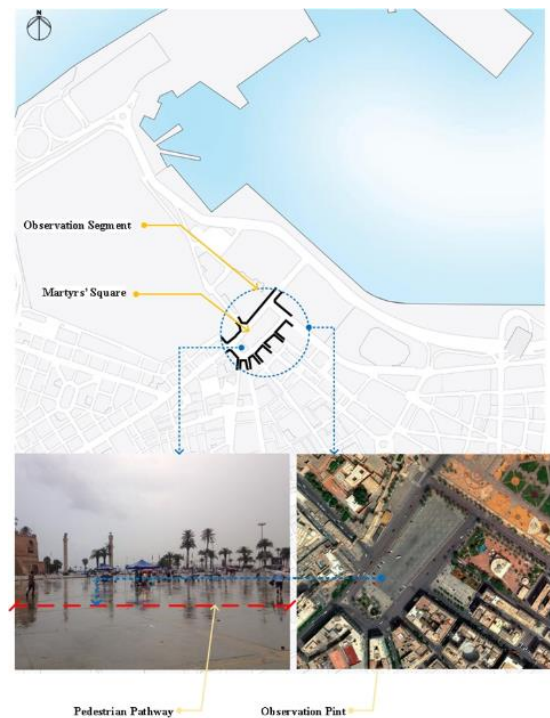 N
Observation Segment
Martyrs' Square
Pedestrian Pathway
Observation Pint